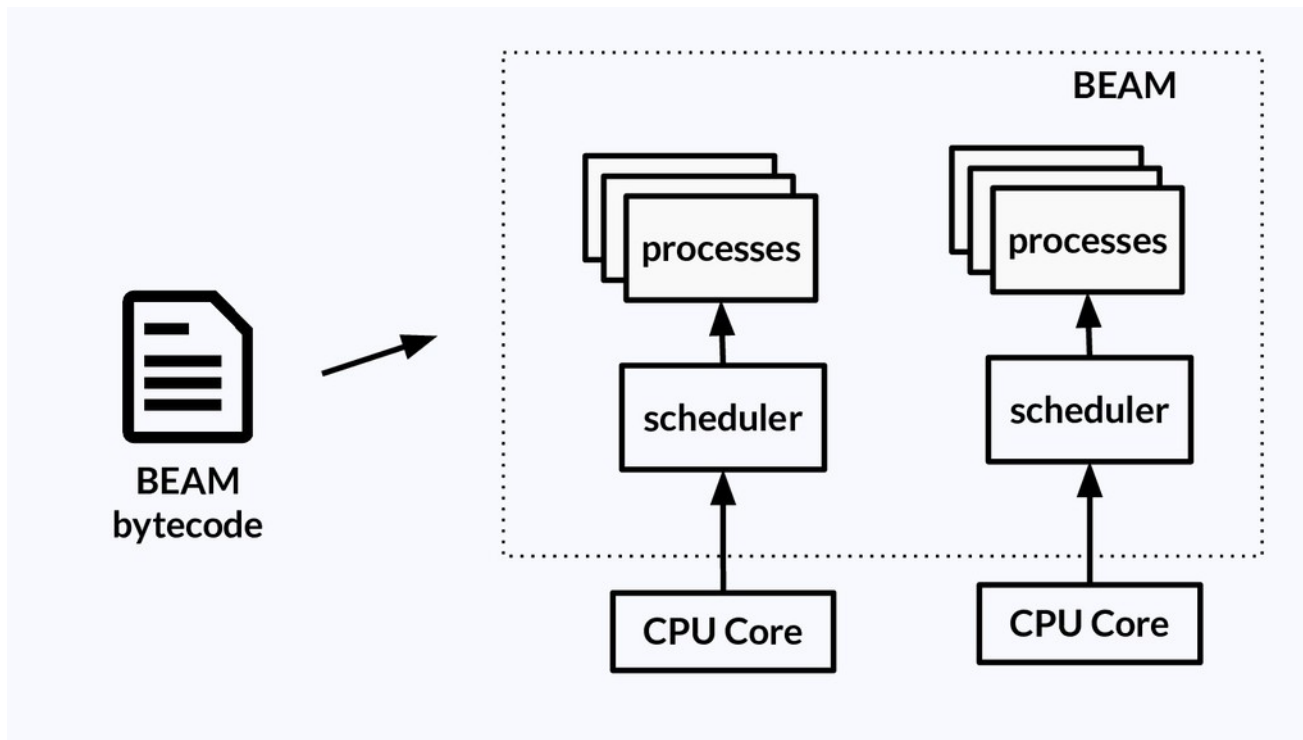 BEAM
processes
processes
scheduler
scheduler
BEAM
bytecode
CPU Core
CPU Core